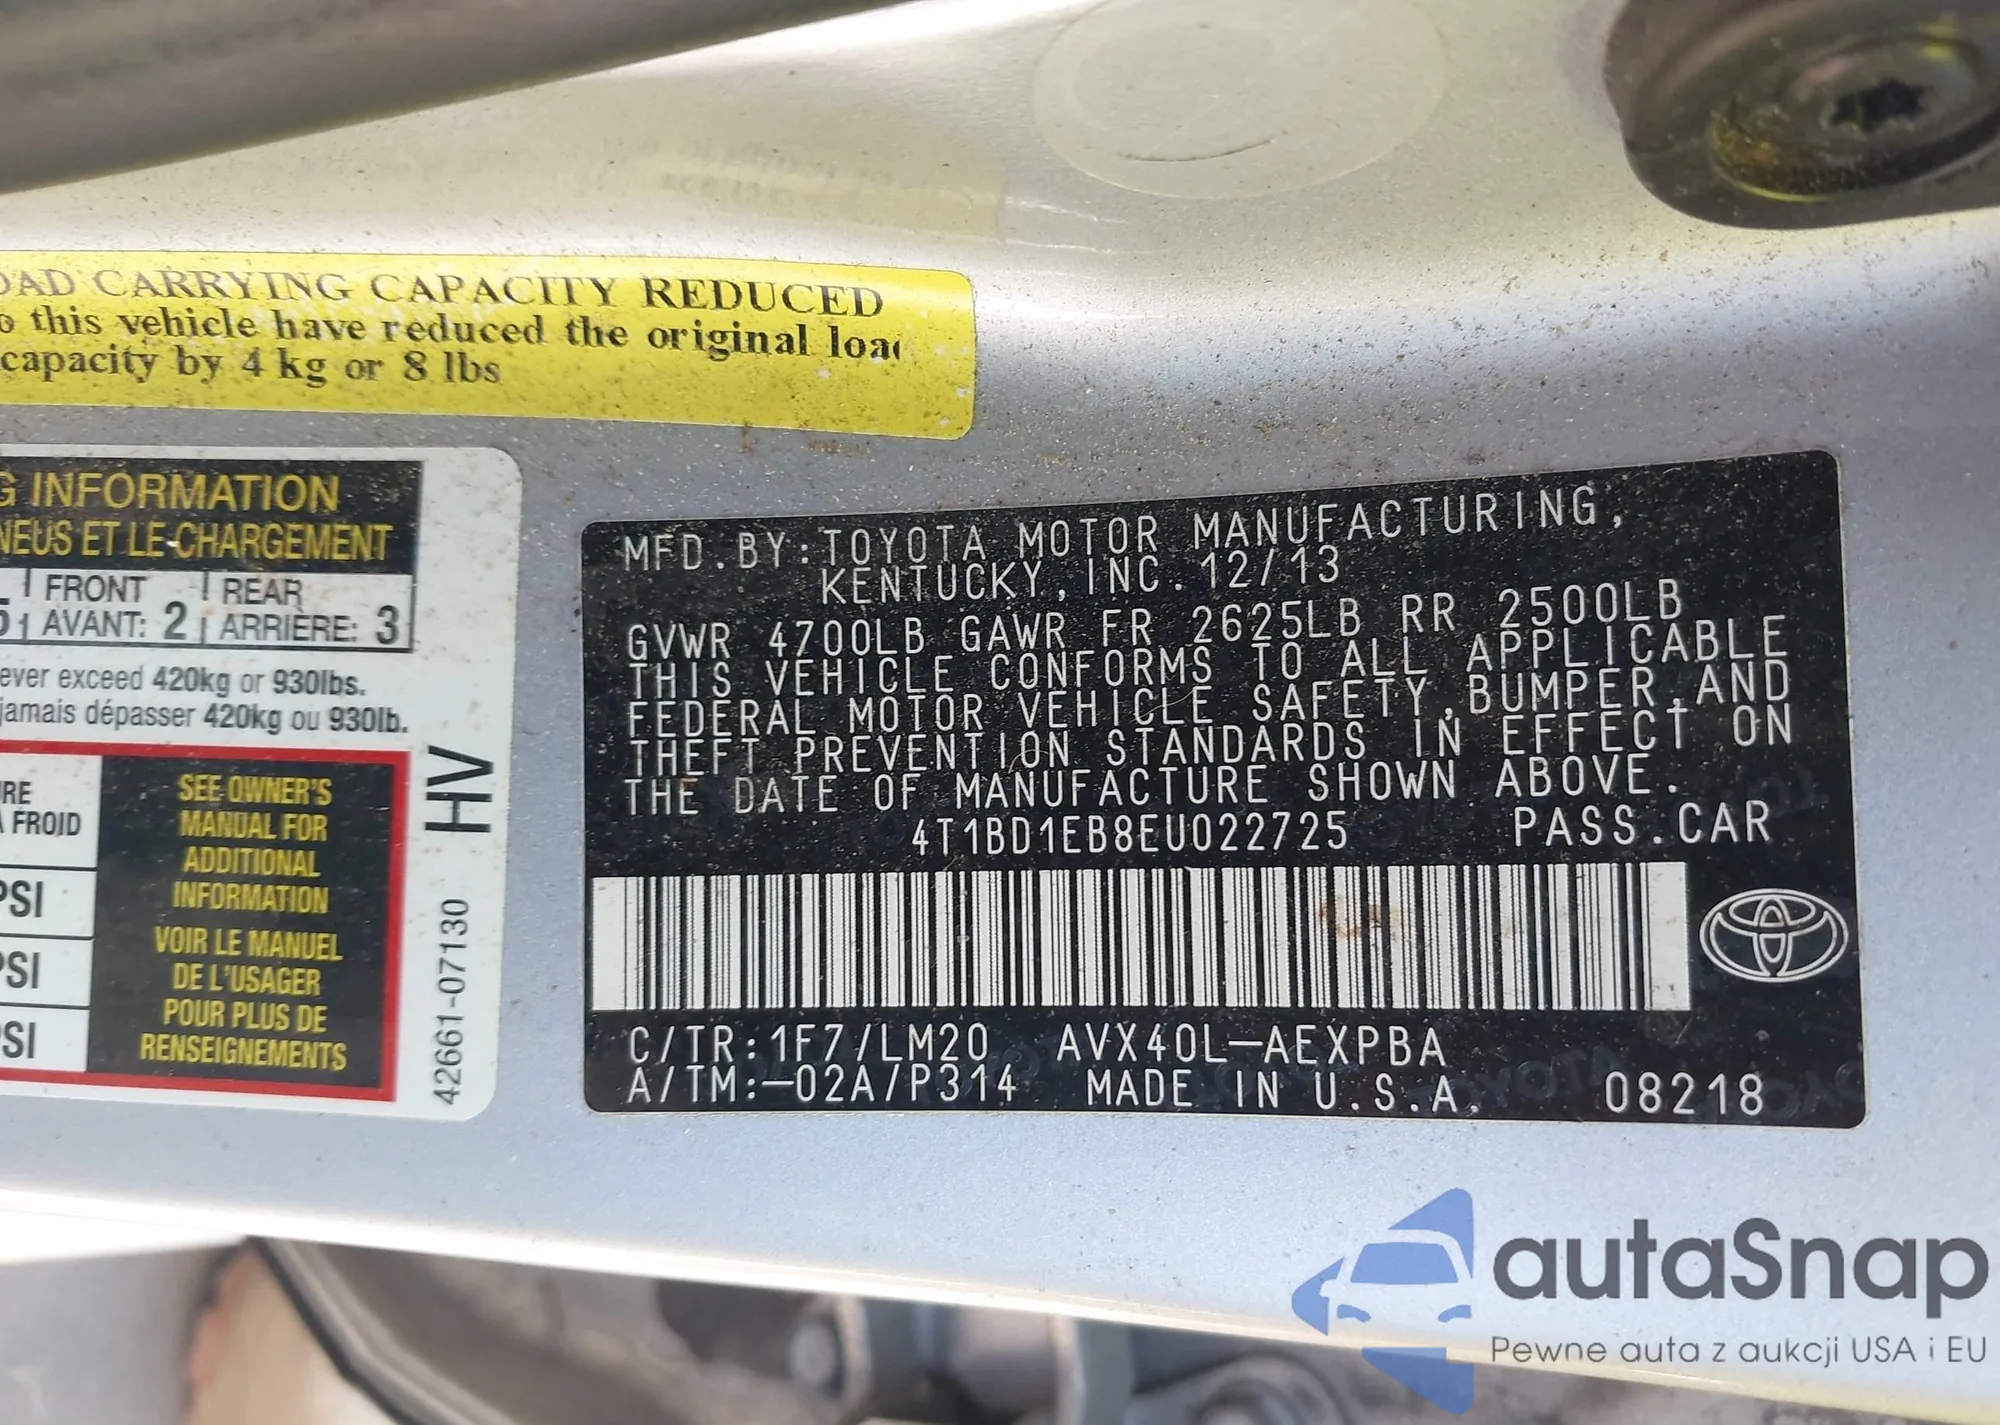 OAD CARRYING CAPACITY REDUCED
o this vehicle have reduced the original loa
capacity by 4 kg or 8 lbs
G INFORMATION
NEUS ET LE CHARGEMENT
FRONT REAR
AVANT: 2 ARRIERE: 3
ever exceed 420kg or 930lbs.
jamais dépasser 420kg ou 930lb.
RE
A FROID
PSI
PSI
SI
SEE OWNER'S
MANUAL FOR
ADDITIONAL
INFORMATION
VOIR LE MANUEL
DE L'USAGER
POUR PLUS DE
RENSEIGNEMENTS
HV
42661-07130
MFD.BY:TOYOTA MOTOR MANUFACTURING,
KENTUCKY,INC.12/13
GVWR 4700LB GAWR FR 2625LB RR 2500LB
THIS VEHICLE CONFORMS TO ALL APPLICABLE
FEDERAL MOTOR VEHICLE SAFETY,BUMPER,AND
THEFT PREVENTION STANDARDS IN EFFECT ON
THE DATE OF MANUFACTURE SHOWN ABOVE.
4T1BD1EB8EU022725 PASS.CAR
C/TR:1F7/LM20 AVX40L-AEXPBA
A/TM:-02A/P314 MADE IN U.S.A. 08218
autaSnap
Pewne auta z aukcji USA i EU